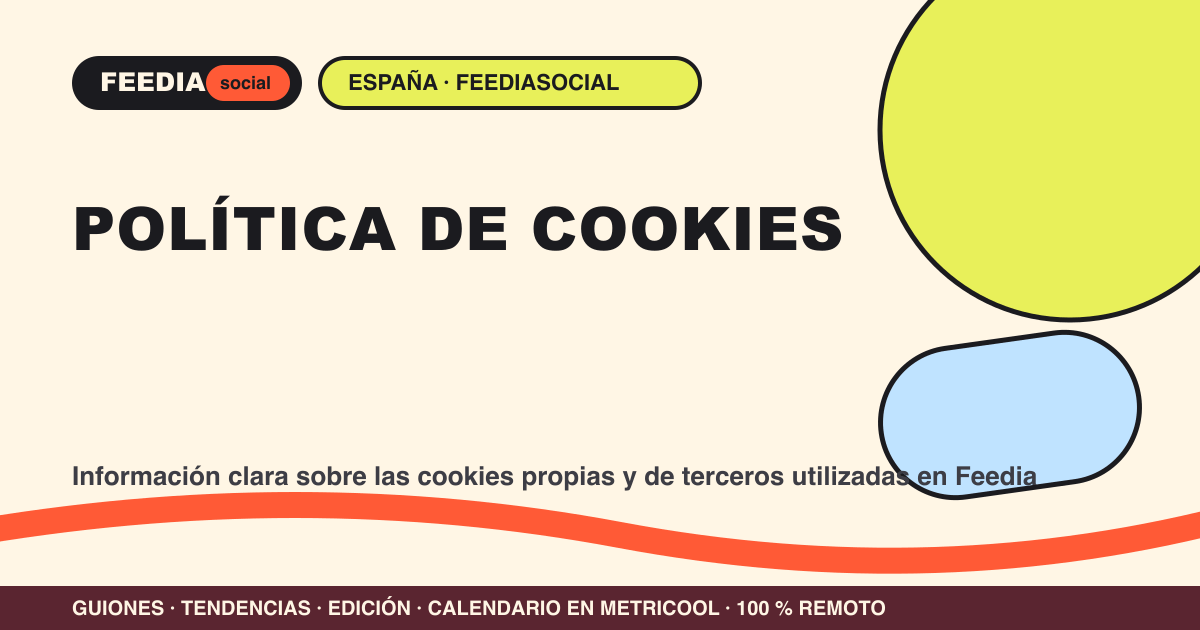 FEEDIA social
ESPAÑA · FEEDIASOCIAL
POLÍTICA DE COOKIES
Información clara sobre las cookies propias y de terceros utilizadas en Feedia
GUIONES · TENDENCIAS · EDICIÓN · CALENDARIO EN METRICOOL · 100 % REMOTO